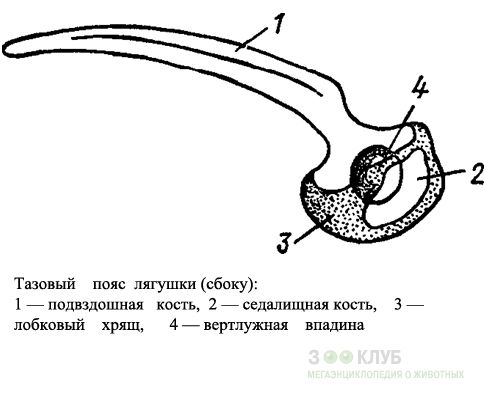 1
4
2
3
Тазовый пояс лягушки (сбоку):
1 — подвздошная кость, 2 — седалищная кость, 3 —
лобковый хрящ, 4 — вертлужная впадина
ЗООКЛУБ
МЕГАЭНЦИКЛОПЕДИЯ О ЖИВОТНЫХ